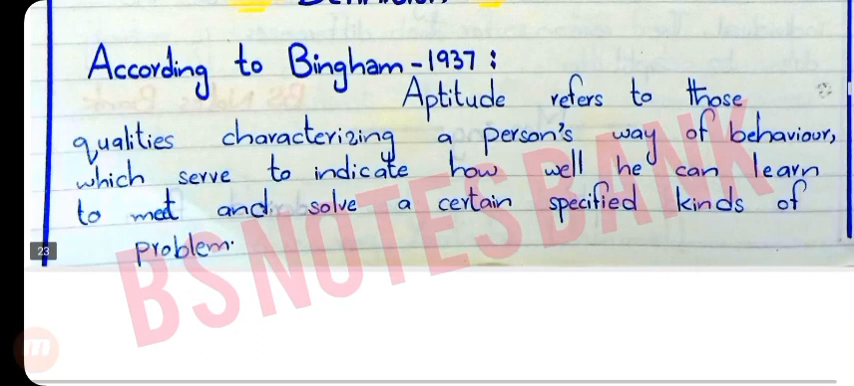 According to Bingham-1937:
Aptitude refers to those
qualities characterizing a person's way of behaviour,
which serve to indicate how well he can learn
to met and solve a certain specified kinds of
problem.
23
BSNOTESBANK
m